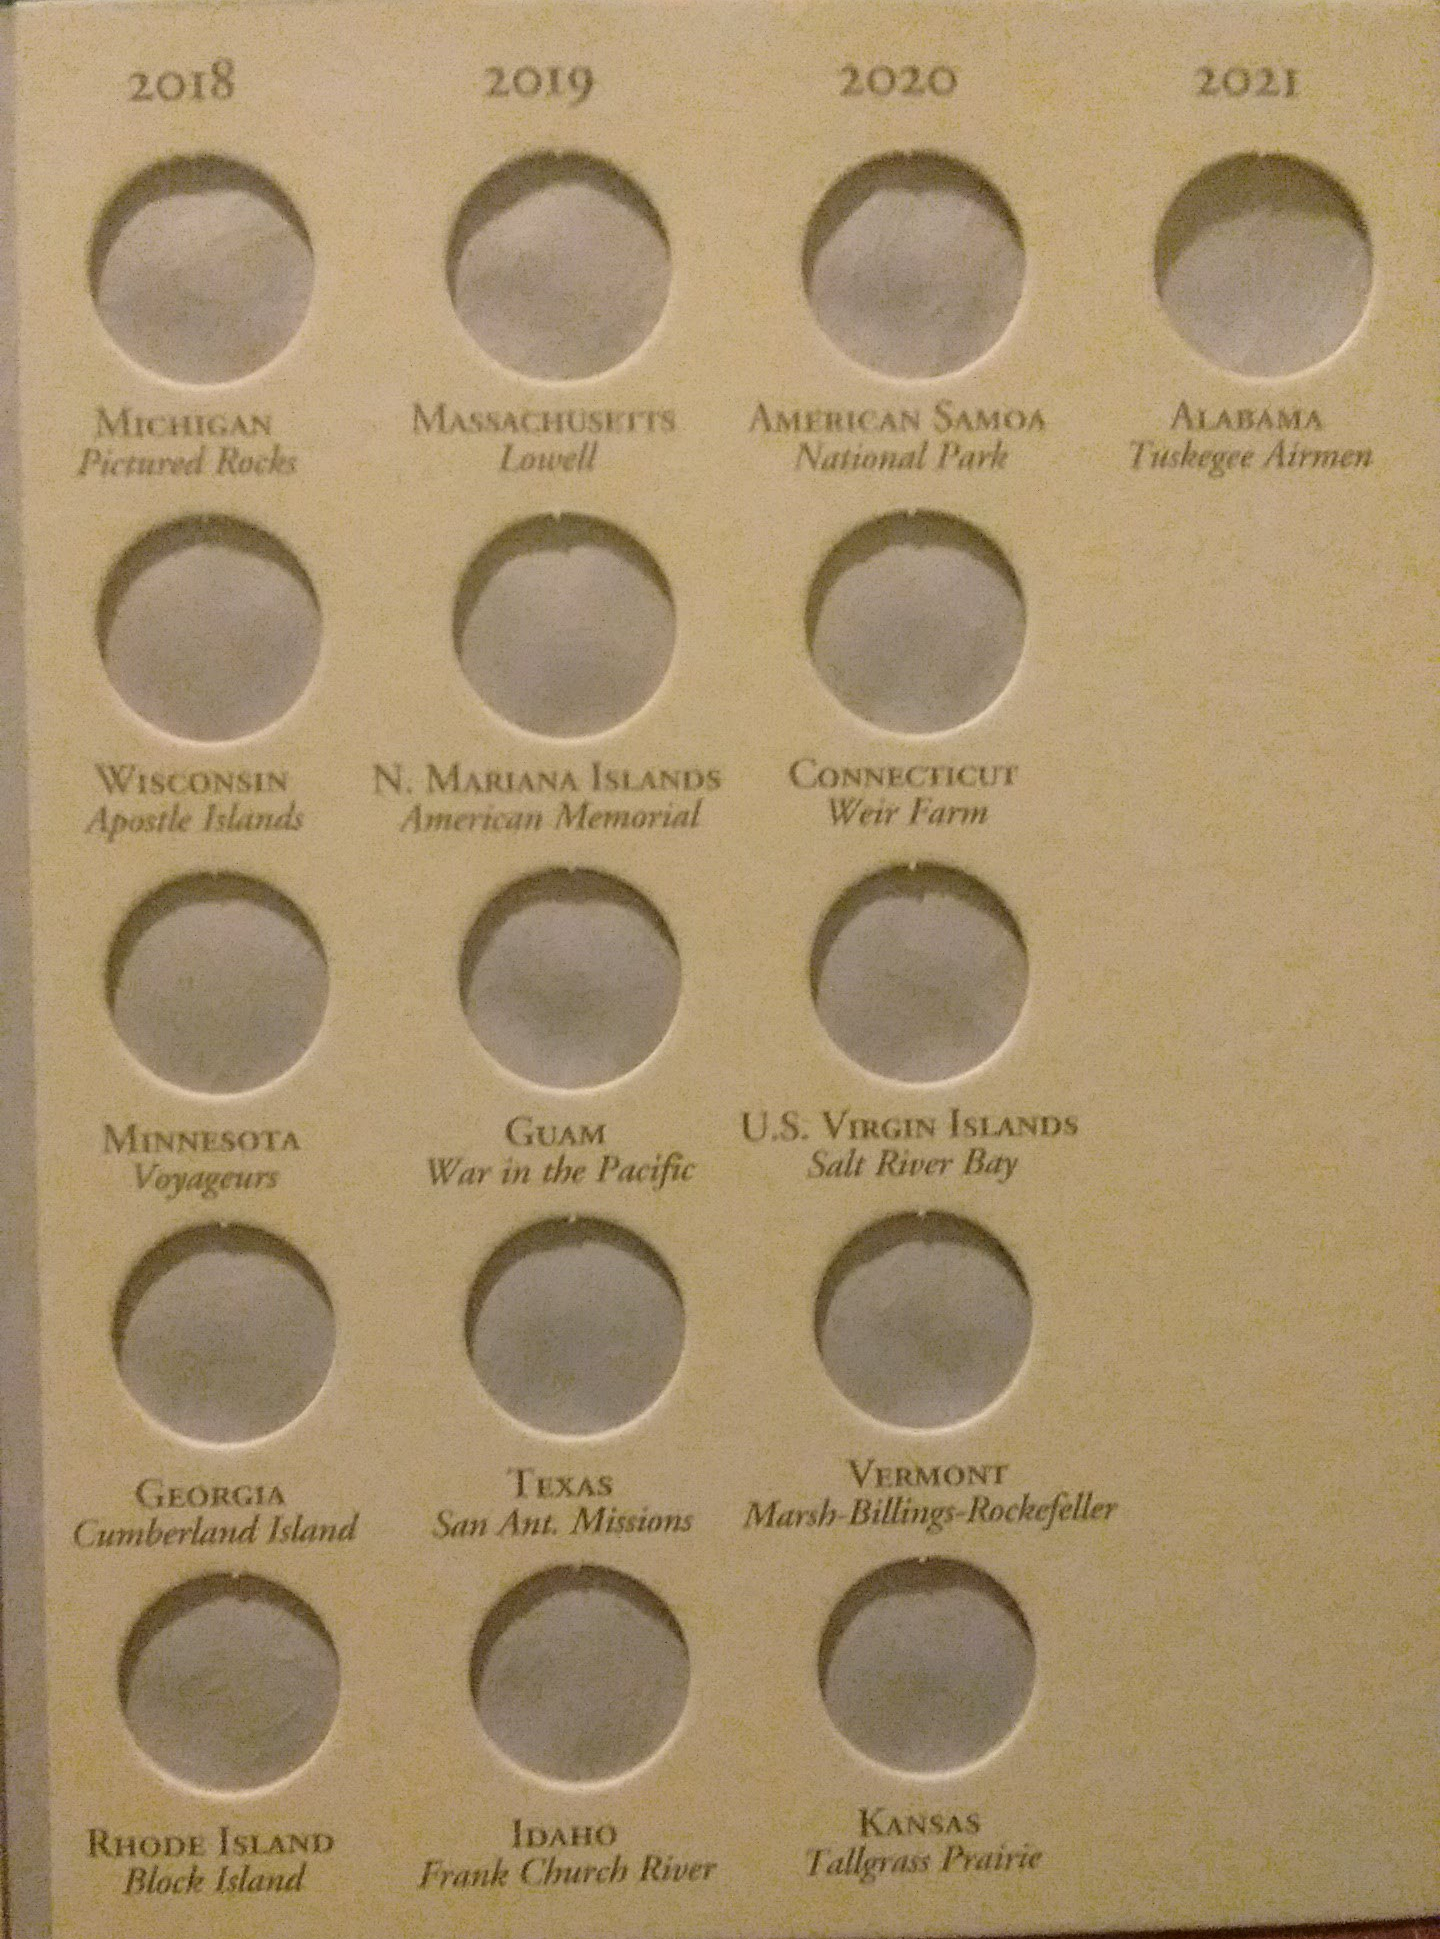 2018 2019 2020 2021
MICHIGAN MASSACHUSETTS AMERICAN SAMOA ALABAMA
Pictured Rocks Lowell National Park Tuskegee Airmen
WISCONSIN N. MARIANA ISLANDS CONNECTICUT
Apostle Islands American Memorial Weir Farm
MINNESOTA GUAM U.S. VIRGIN ISLANDS
Voyageurs War in the Pacific Salt River Bay
GEORGIA TEXAS VERMONT
Cumberland Island San Ant. Missions Marsh-Billings-Rockefeller
RHODE ISLAND IDAHO KANSAS
Block Island Frank Church River Tallgrass Prairie